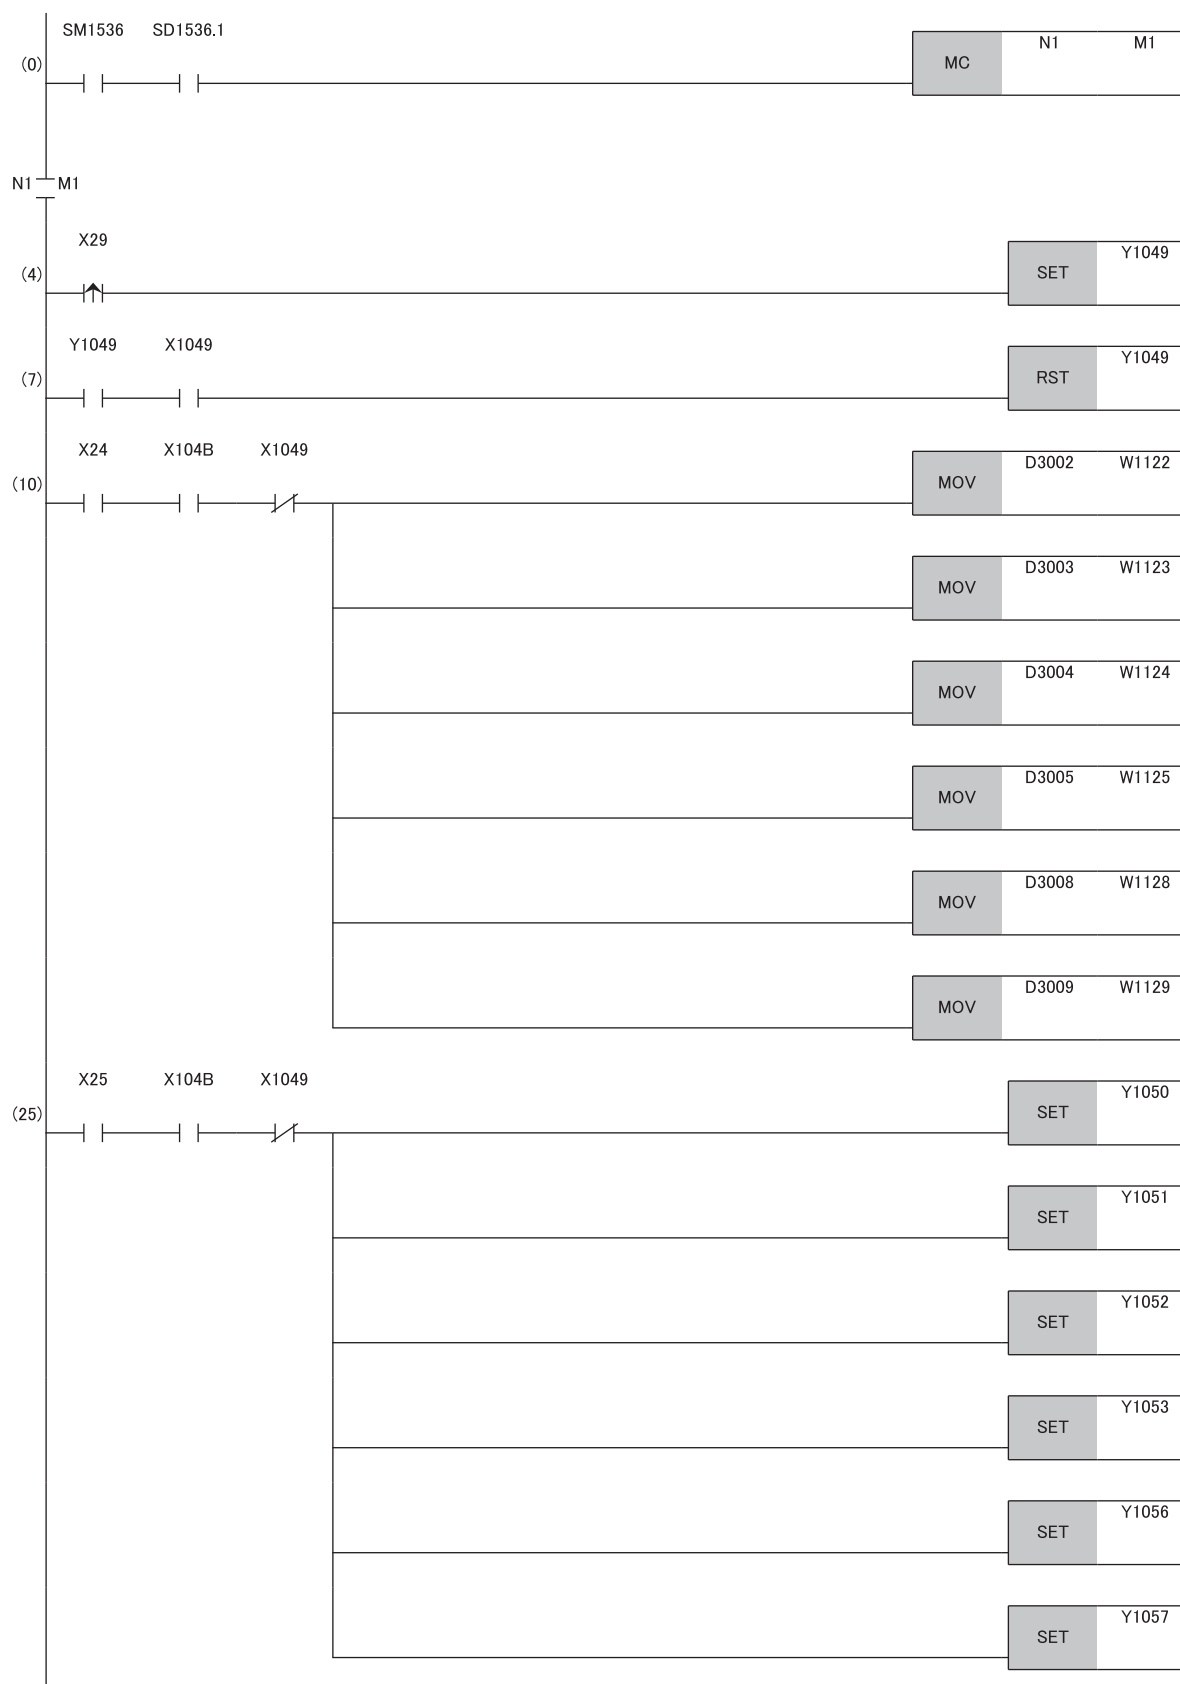 SM1536 SD1536.1
(0) MC N1 M1
N1 M1
X29
(4) SET Y1049
Y1049 X1049
(7) RST Y1049
X24 X104B X1049
(10) MOV D3002 W1122
MOV D3003 W1123
MOV D3004 W1124
MOV D3005 W1125
MOV D3008 W1128
MOV D3009 W1129
X25 X104B X1049
(25) SET Y1050
SET Y1051
SET Y1052
SET Y1053
SET Y1056
SET Y1057